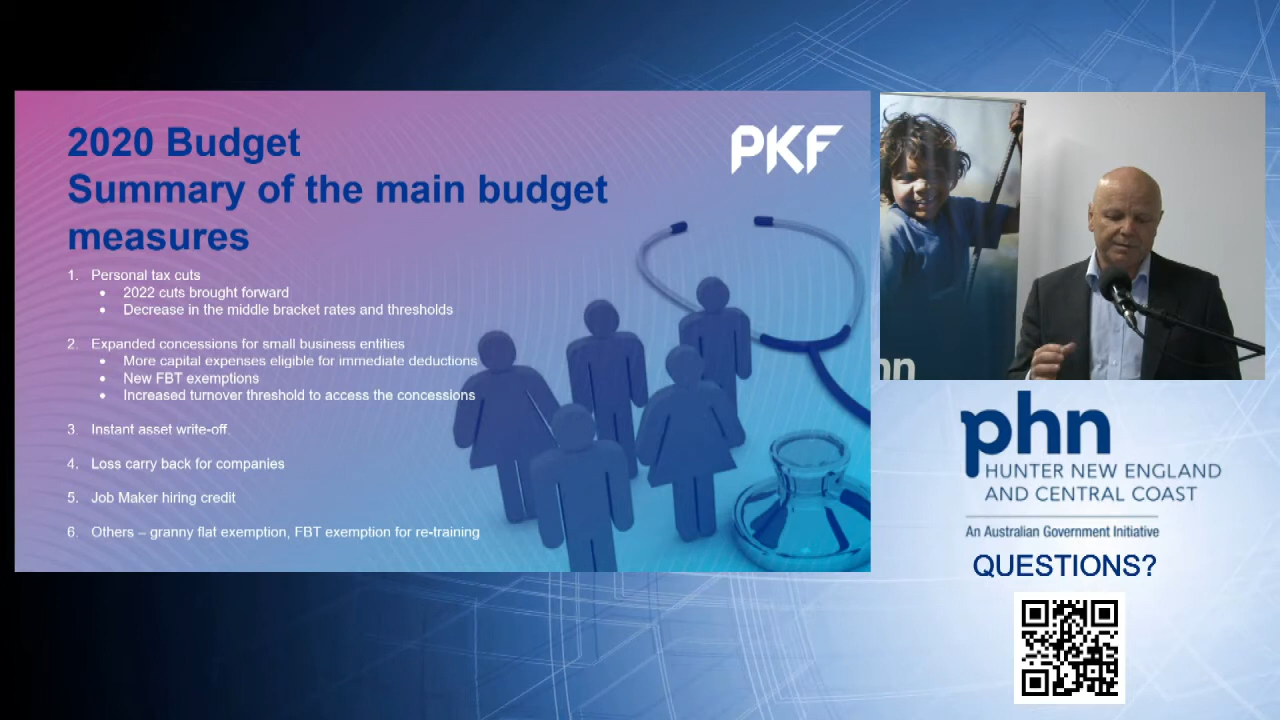 2020 Budget
Summary of the main budget
measures
PKF
1. Personal tax cuts
• 2022 cuts brought forward
• Decrease in the middle bracket rates and thresholds
2. Expanded concessions for small business entities
• More capital expenses eligible for immediate deductions
• New FBT exemptions
• Increased turnover threshold to access the concessions
3. Instant asset write-off.
4. Loss carry back for companies
5. Job Maker hiring credit
6. Others – granny flat exemption, FBT exemption for re-training
hn
phn
HUNTER NEW ENGLAND
AND CENTRAL COAST
An Australian Government Initiative
QUESTIONS?